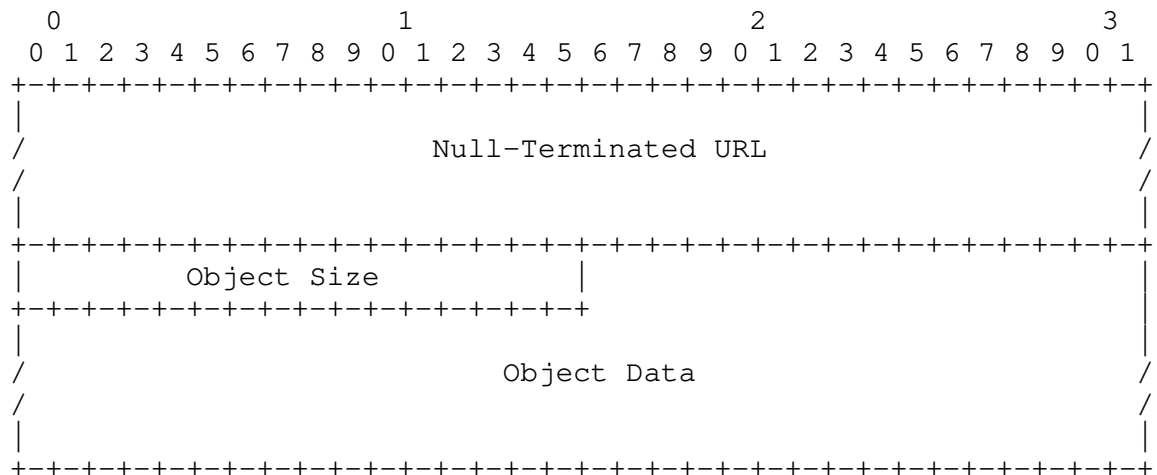 0                   1                   2                   3
0 1 2 3 4 5 6 7 8 9 0 1 2 3 4 5 6 7 8 9 0 1 2 3 4 5 6 7 8 9 0 1
+-+-+-+-+-+-+-+-+-+-+-+-+-+-+-+-+-+-+-+-+-+-+-+-+-+-+-+-+-+-+-+-+
|                                                               |
/                      Null-Terminated URL                      /
/                                                               /
|                                                               |
+-+-+-+-+-+-+-+-+-+-+-+-+-+-+-+-+-+-+-+-+-+-+-+-+-+-+-+-+-+-+-+-+
|         Object Size           |                               |
+-+-+-+-+-+-+-+-+-+-+-+-+-+-+-+-+                               |
|                                                               |
/                          Object Data                          /
/                                                               /
|                                                               |
+-+-+-+-+-+-+-+-+-+-+-+-+-+-+-+-+-+-+-+-+-+-+-+-+-+-+-+-+-+-+-+-+